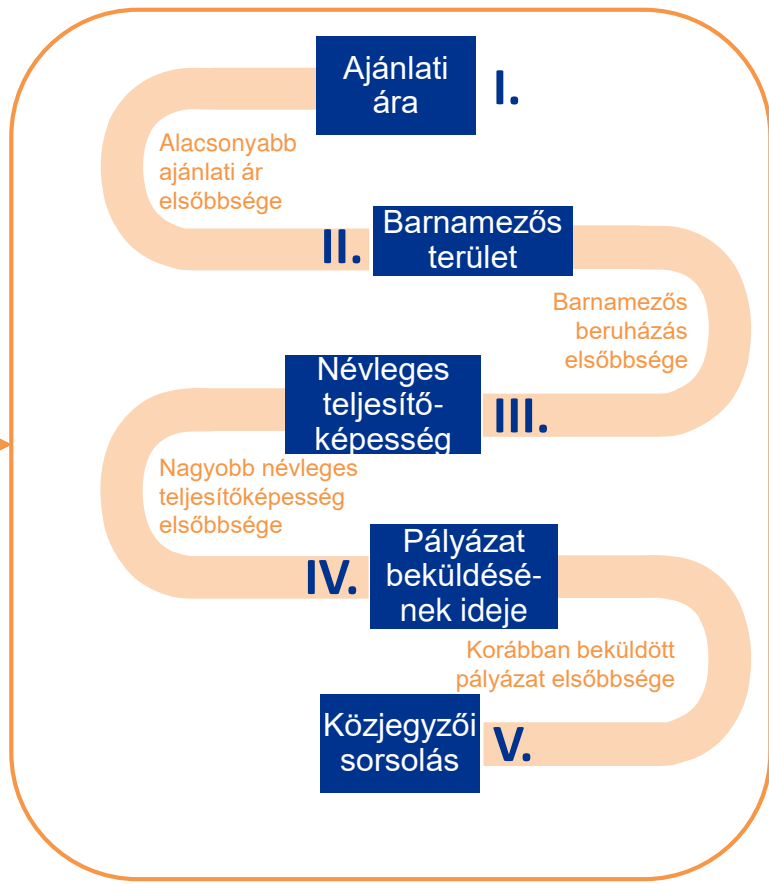 Ajánlati
ára
I.
Alacsonyabb
ajánlati ár
elsőbbsége
II.
Barnamezős
terület
Barnamezős
beruházás
elsőbbsége
Névleges
teljesítő-
képesség
III.
Nagyobb névleges
teljesítőképesség
elsőbbsége
IV.
Pályázat
beküldésé-
nek ideje
Korábban beküldött
pályázat elsőbbsége
Közjegyzői
sorsolás
V.